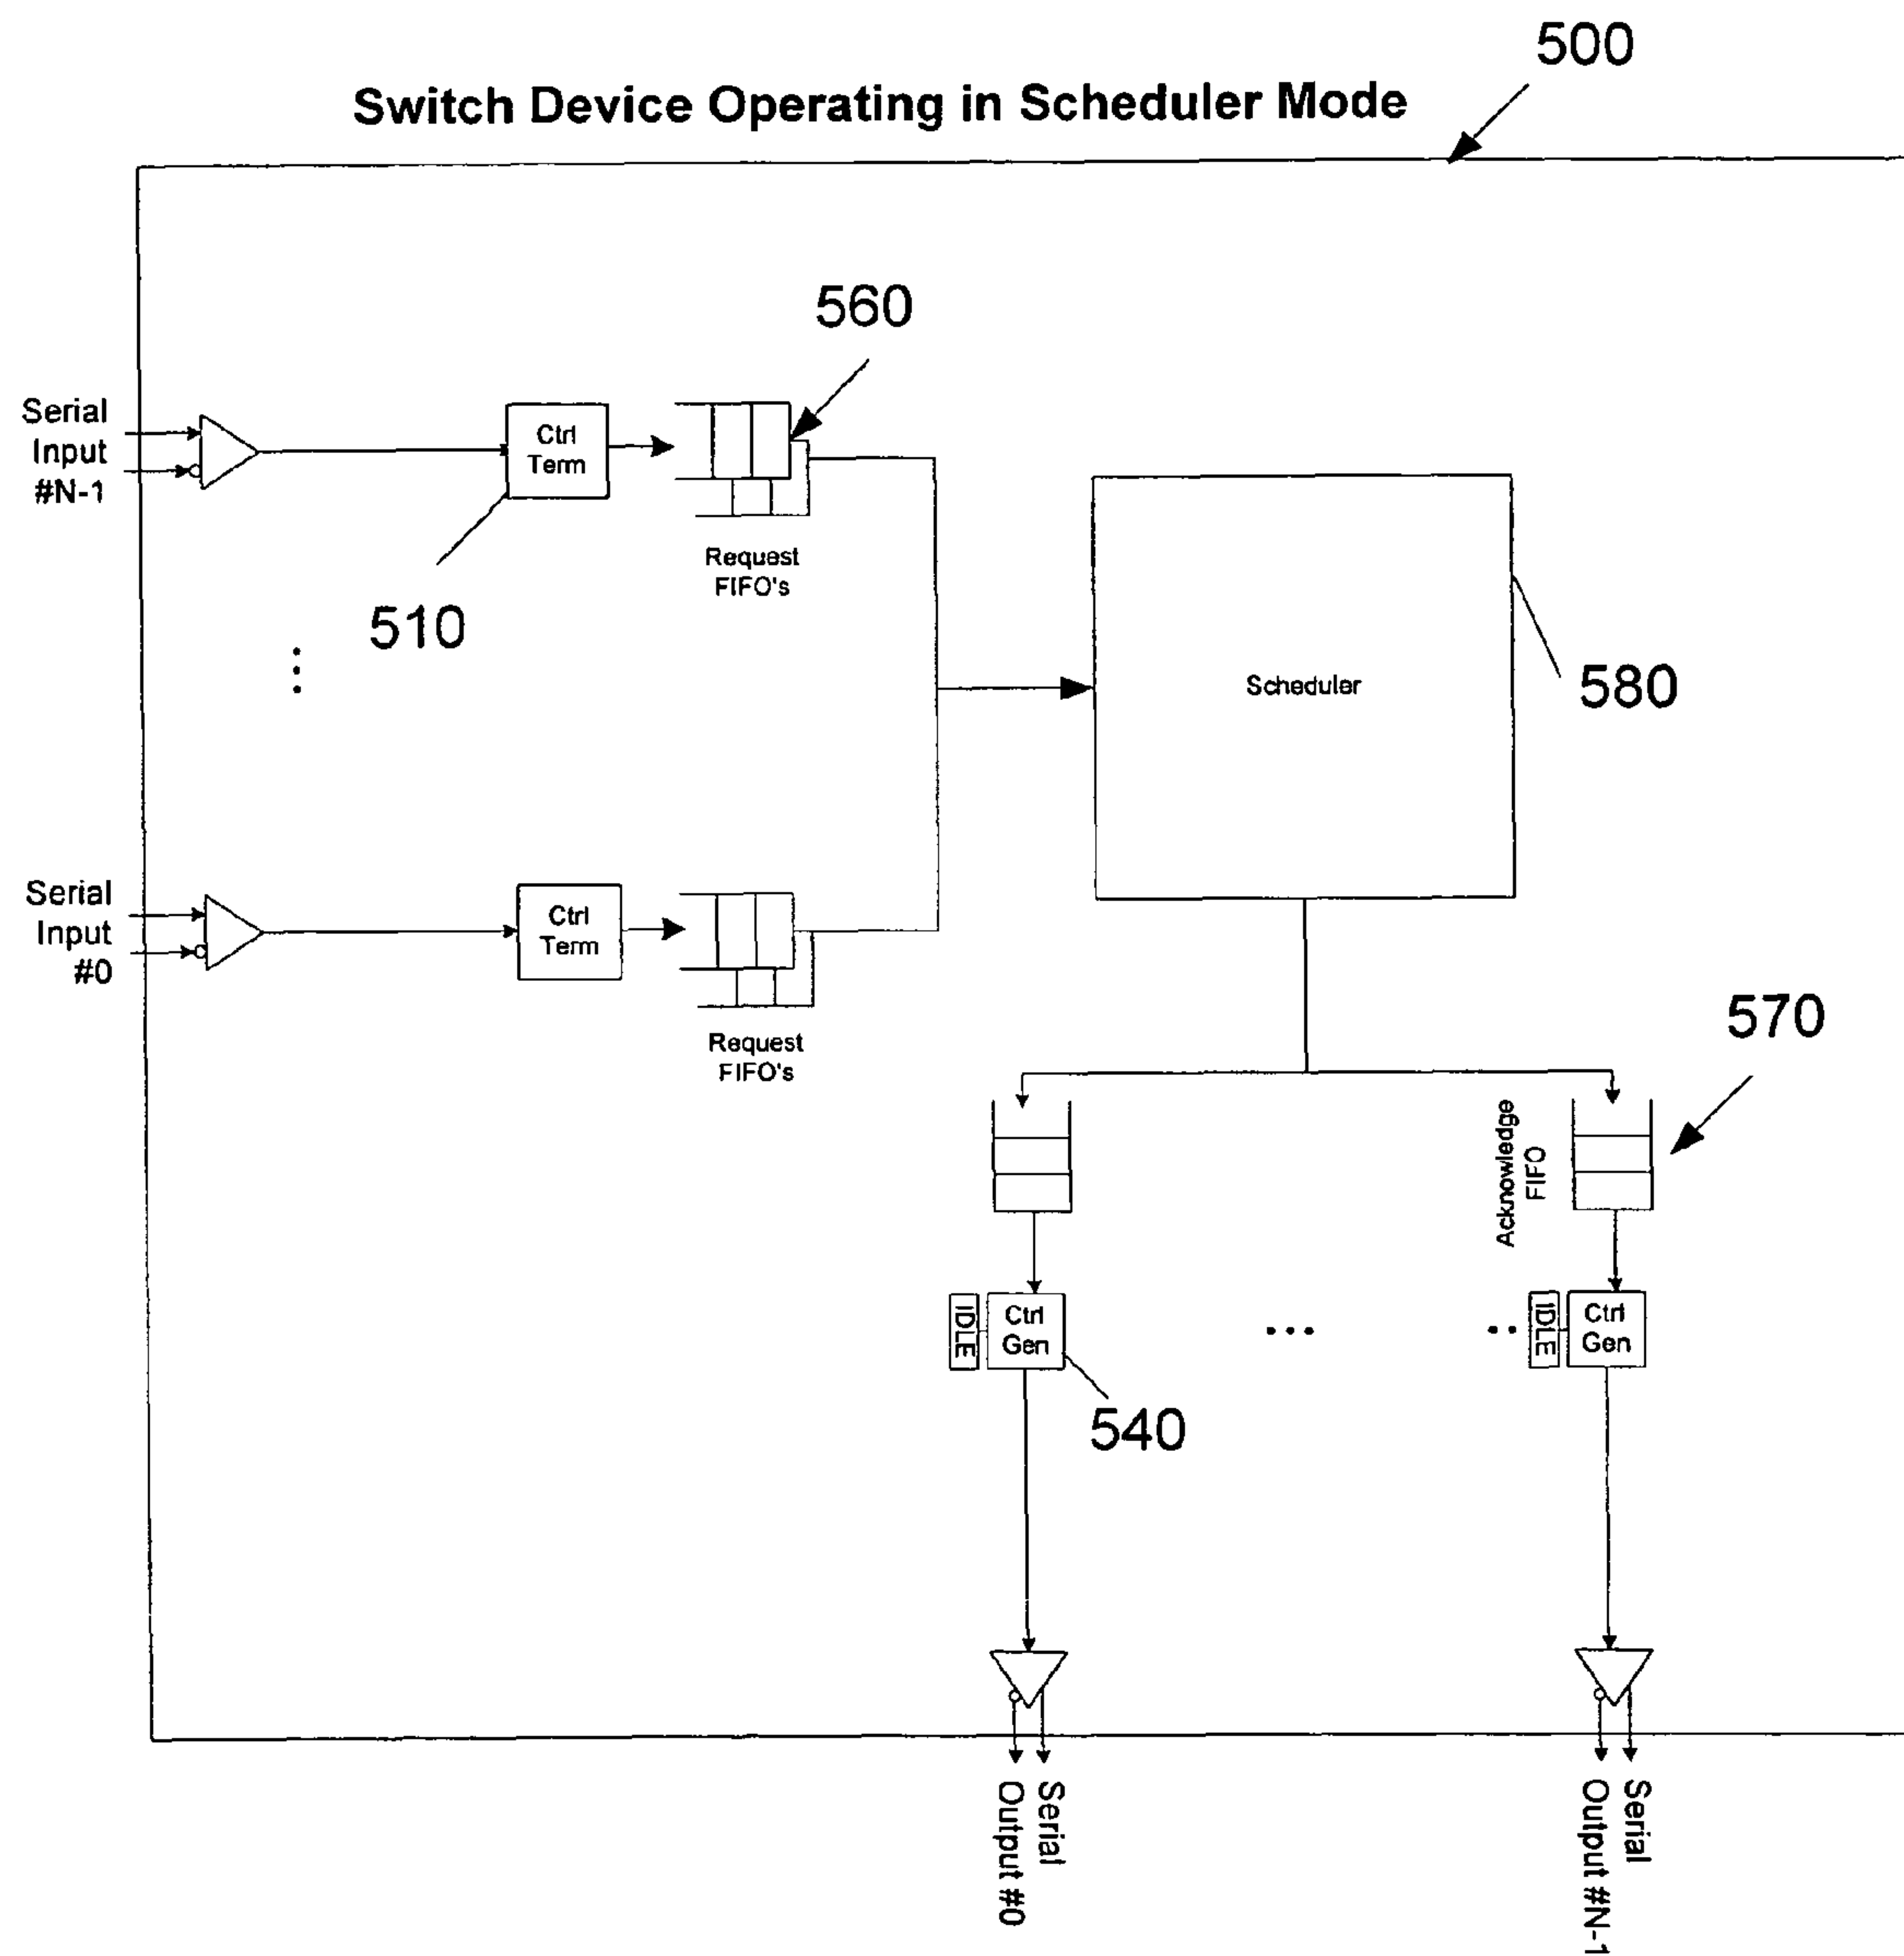 500
Switch Device Operating in Scheduler Mode
560
Serial
Input
#N-1
Ctrl
Term
Request
FIFO's
510
580
Scheduler
Serial
Input
#0
Ctrl
Term
Request
FIFO's
570
Acknowledge
FIFO
IDLE
Ctrl
Gen
IDLE
Ctrl
Gen
540
Serial
Output #0
Serial
Output #N-1